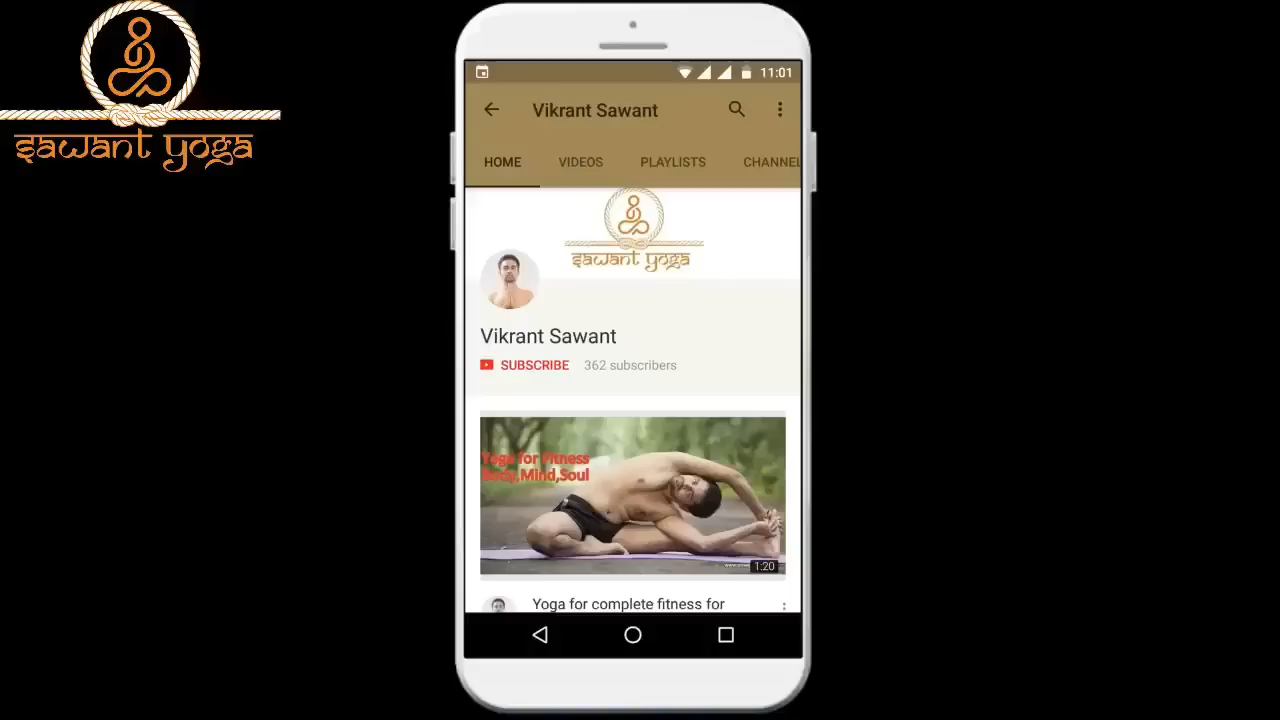 sawant yoga
11:01
Vikrant Sawant
HOME VIDEOS PLAYLISTS CHANNEL
sawant yoga
Vikrant Sawant
SUBSCRIBE 362 subscribers
Yoga for Fitness
Body,Mind,Soul
1:20
Yoga for complete fitness for